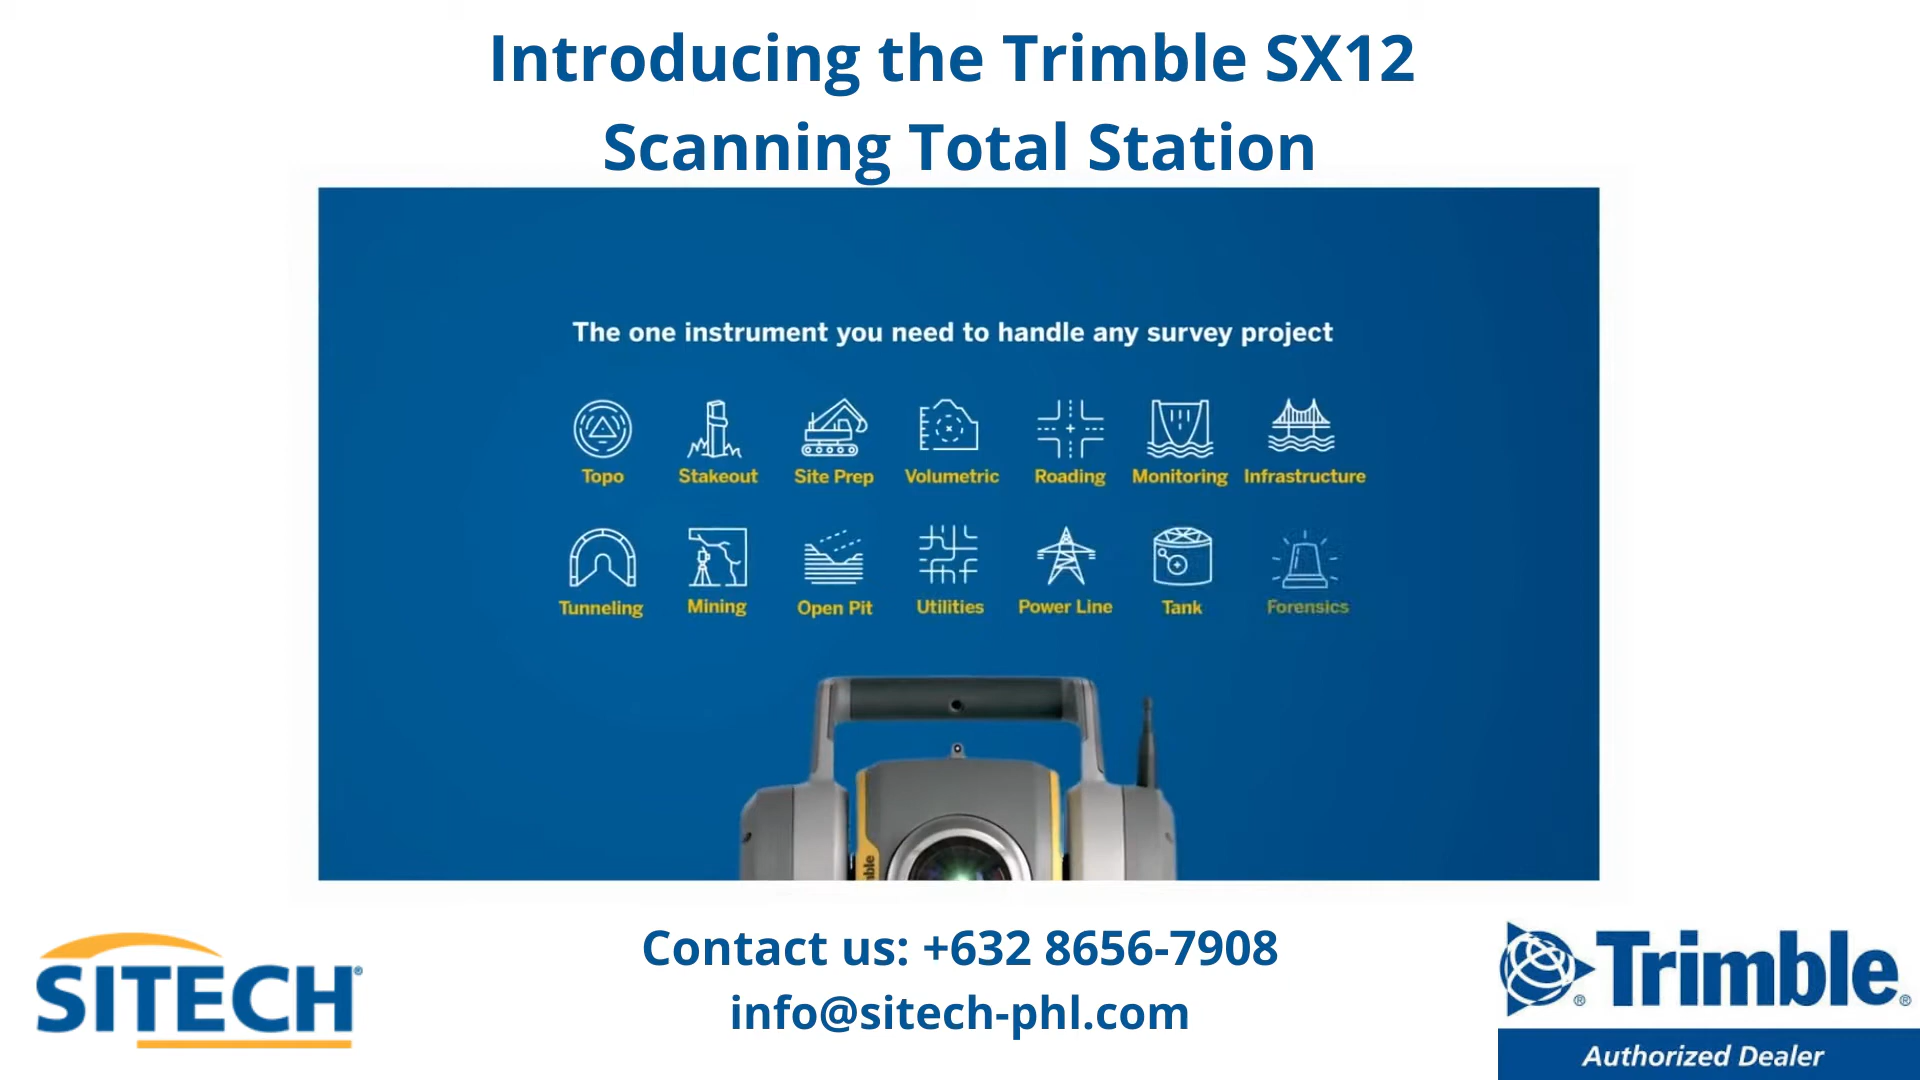 Introducing the Trimble SX12
Scanning Total Station
The one instrument you need to handle any survey project
Topo Stakeout Site Prep Volumetric Roading Monitoring Infrastructure
Tunneling Mining Open Pit Utilities Power Line Tank Forensics
ble
SITECH®
Contact us: +632 8656-7908
info@sitech-phl.com
®Trimble®
Authorized Dealer